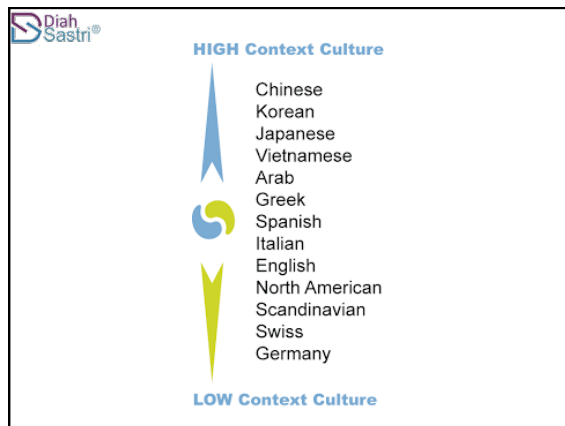 Diah
Sastri®
HIGH Context Culture
Chinese
Korean
Japanese
Vietnamese
Arab
Greek
Spanish
Italian
English
North American
Scandinavian
Swiss
Germany
LOW Context Culture